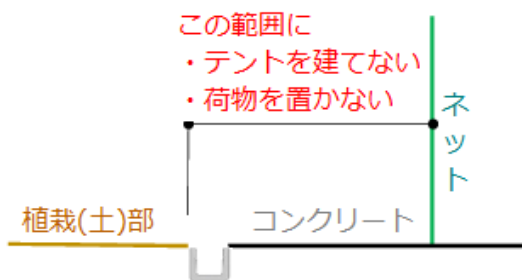 この範囲に
・テントを建てない
・荷物を置かない
ネット
植栽(土)部
コンクリート